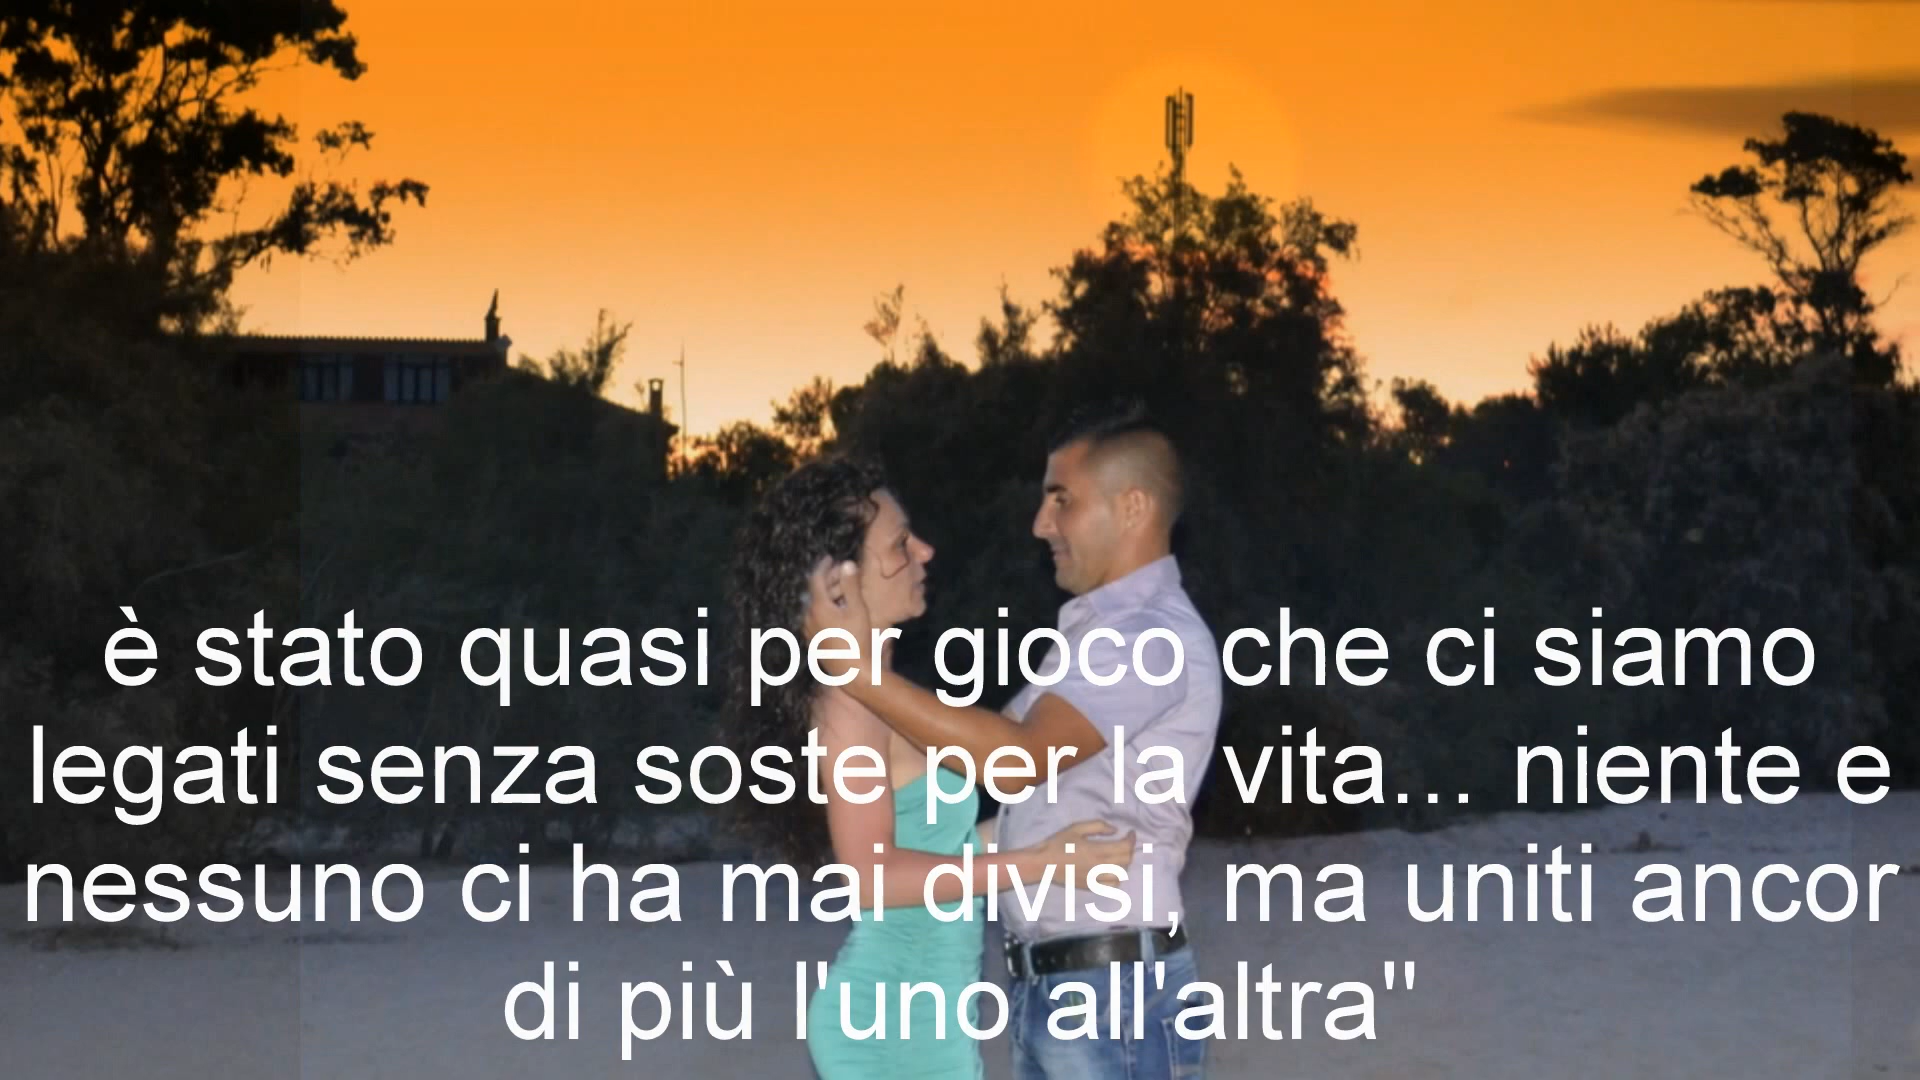 è stato quasi per gioco che ci siamo
legati senza soste per la vita... niente e
nessuno ci ha mai divisi, ma uniti ancor
di più l'uno all'altra"